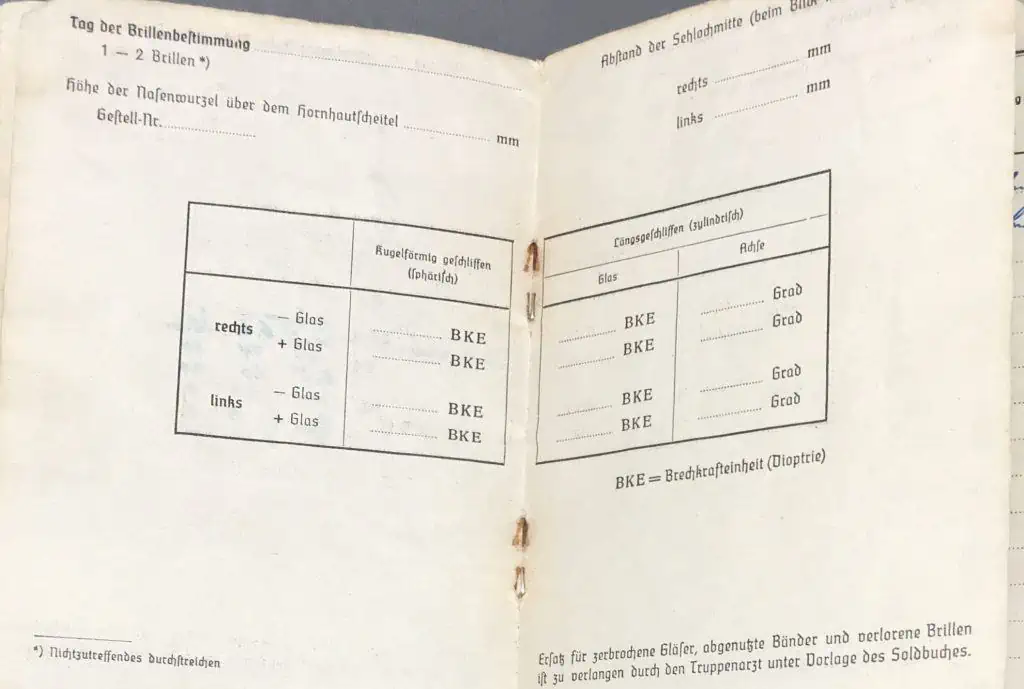 Tag der Brillenbestimmung
1 – 2 Brillen *)
Höhe der Nasenwurzel über dem Hornhautscheitel mm
Gestell-Nr.
Kugelförmig geschliffen
(sphärisch)
rechts
– Glas BKE
+ Glas BKE
links
– Glas BKE
+ Glas BKE
*) Nichtzutreffendes durchstreichen
Abstand der Sehlochmitte (beim
rechts mm
links mm
Längsgeschliffen (zylindrisch)
Glas Achse
BKE Grad
BKE Grad
BKE Grad
BKE Grad
BKE = Brechkrafteinheit (Dioptrie)
Ersatz für zerbrochene Gläser, abgenutzte Bänder und verlorene Brillen
ist zu verlangen durch den Truppenarzt unter Vorlage des Soldbuches.